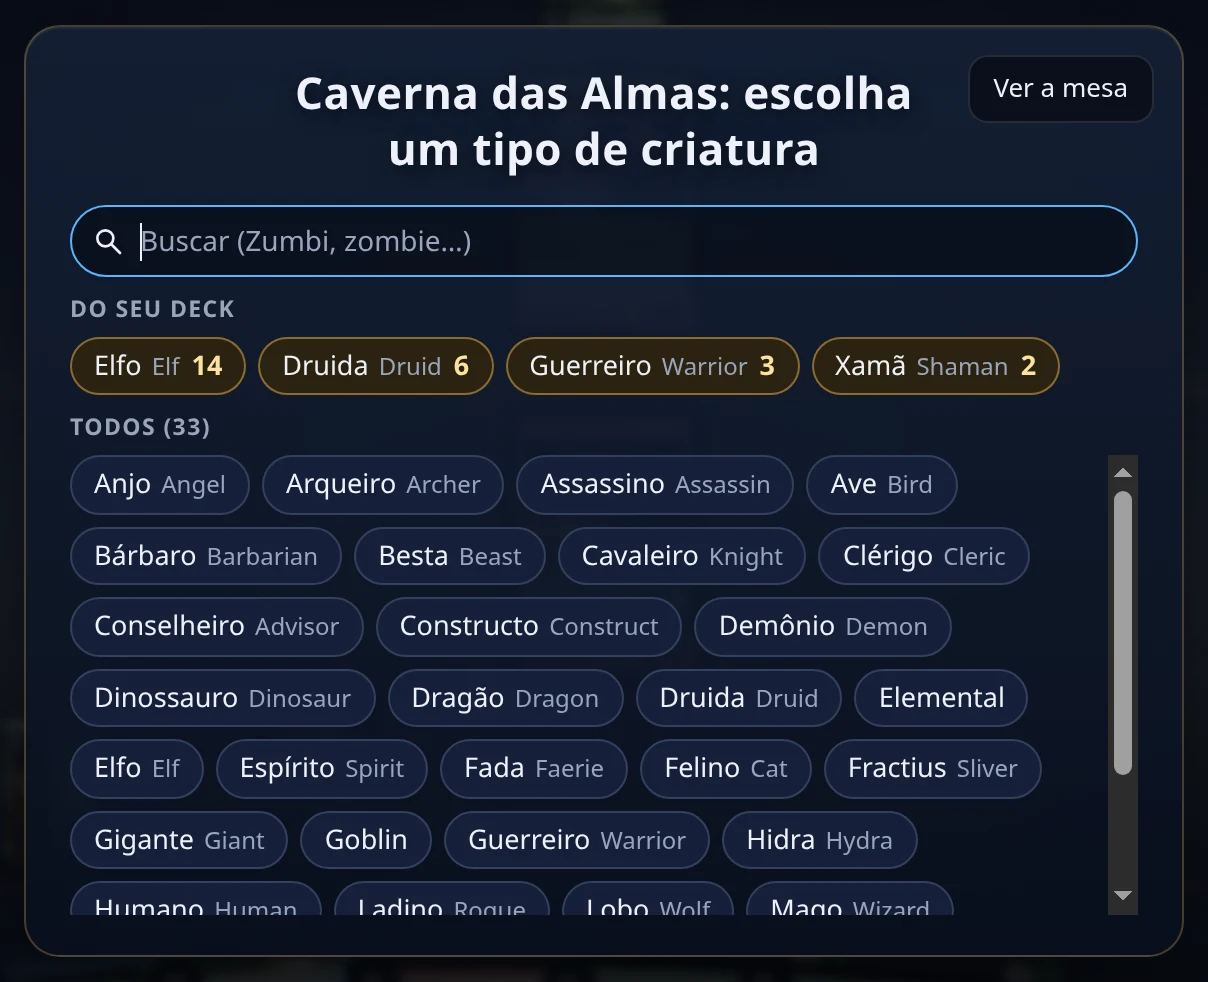 Caverna das Almas: escolha
um tipo de criatura
Ver a mesa
Buscar (Zumbi, zombie...)
DO SEU DECK
Elfo Elf 14 Druida Druid 6 Guerreiro Warrior 3 Xamã Shaman 2
TODOS (33)
Anjo Angel Arqueiro Archer Assassino Assassin Ave Bird
Bárbaro Barbarian Besta Beast Cavaleiro Knight Clérigo Cleric
Conselheiro Advisor Constructo Construct Demônio Demon
Dinossauro Dinosaur Dragão Dragon Druida Druid Elemental
Elfo Elf Espírito Spirit Fada Faerie Felino Cat Fractius Sliver
Gigante Giant Goblin Guerreiro Warrior Hidra Hydra
Humano Human Ladino Rogue Lobo Wolf Mago Wizard